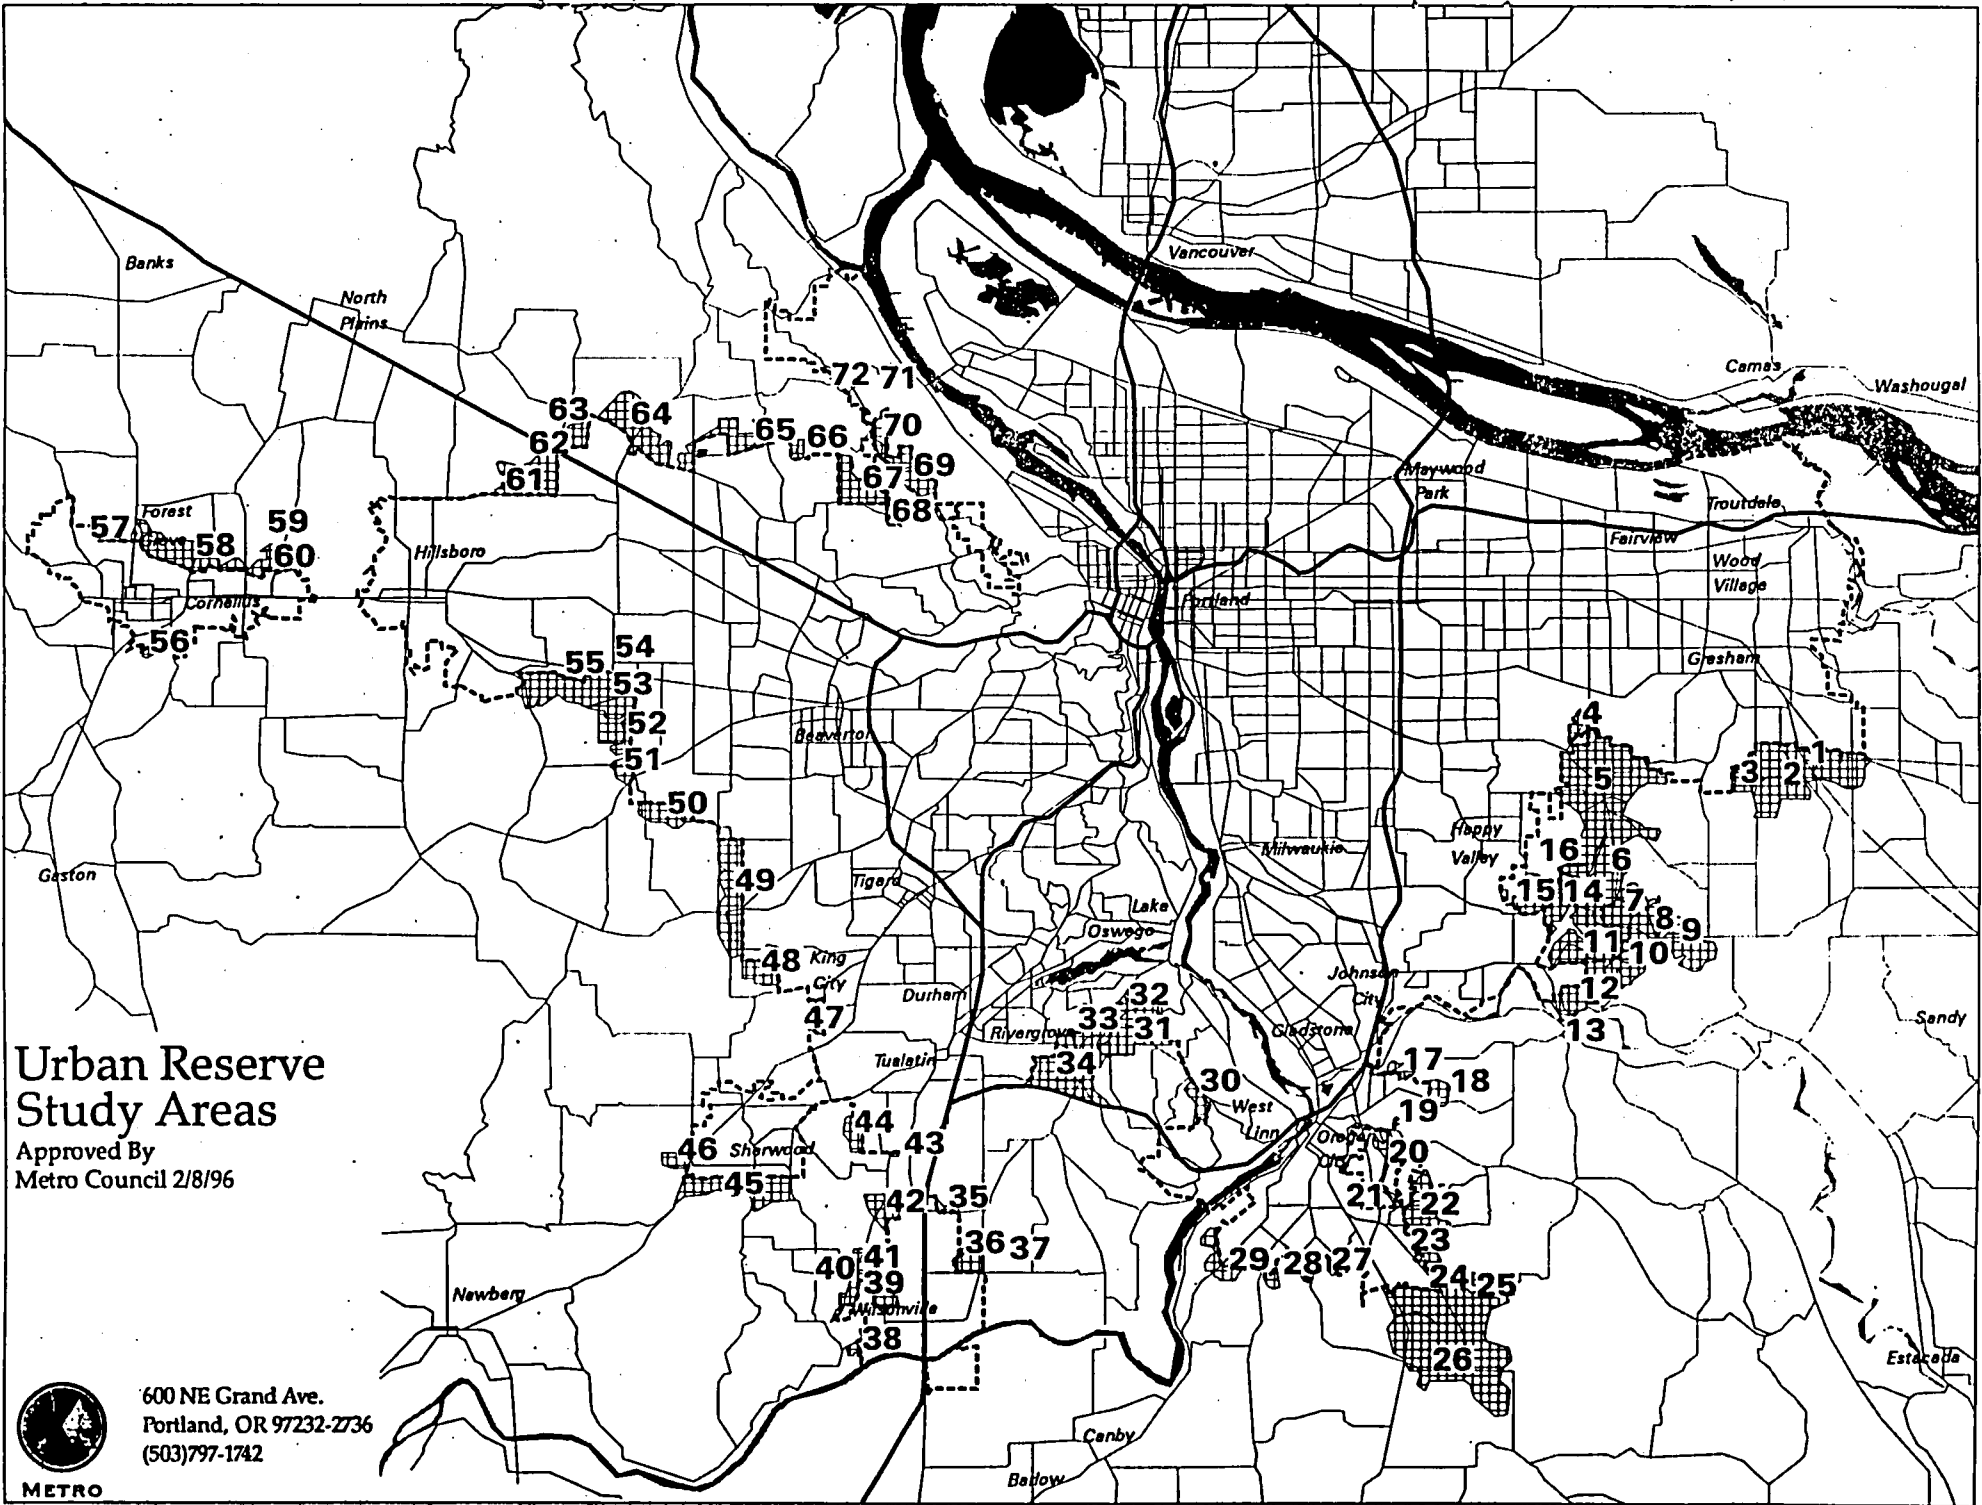 Vancouver
Banks
North
Plains
Camas
Washougal
72 71
63 64
65 66 70
62
61
67 69
68
Maywood
Park
Troutdale
Fairview
Wood
Village
57 Forest
58 59
60
Hillsboro
Cornelius
Portland
56
55 54
53
52
51
50
Beaverton
Gresham
4
5
3 2 1
Happy
Valley
16 6
15 14 7
8 9
11 10
12
13
Milwaukie
Gaston
49
Tigard
Lake
Oswego
48 King
City
47
Durham
Johnson
City
Sandy
32
33 31
Rivergrove
34
Gladstone
Tualatin
30
West
Linn
17
18
19
Oregon
City
20
21 22
23
Urban Reserve
Study Areas
Approved By
Metro Council 2/8/96
44
43
46 Sherwood
45
42 35
36 37
40 41
39
Wilsonville
38
29 28 27
24 25
26
Newberg
Estacada
Canby
Barlow
600 NE Grand Ave.
Portland, OR 97232-2736
(503)797-1742
METRO